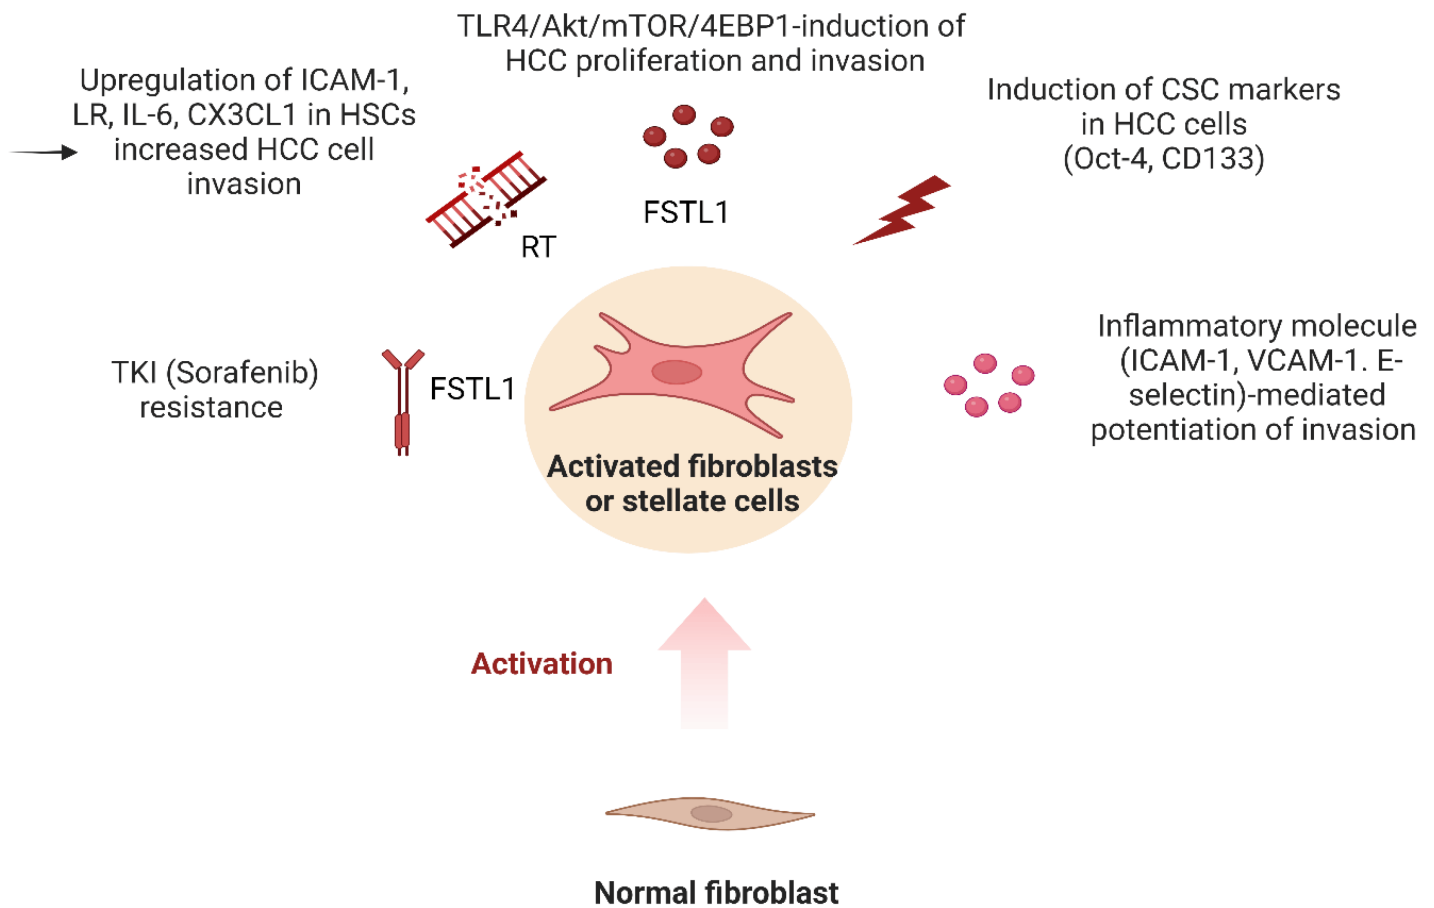 TLR4/Akt/mTOR/4EBP1-induction of
HCC proliferation and invasion
Upregulation of ICAM-1,
LR, IL-6, CX3CL1 in HSCs
increased HCC cell
invasion
Induction of CSC markers
in HCC cells
(Oct-4, CD133)
FSTL1
RT
Inflammatory molecule
(ICAM-1, VCAM-1. E-
selectin)-mediated
potentiation of invasion
TKI (Sorafenib)
resistance
FSTL1
Activated fibroblasts
or stellate cells
Activation
Normal fibroblast